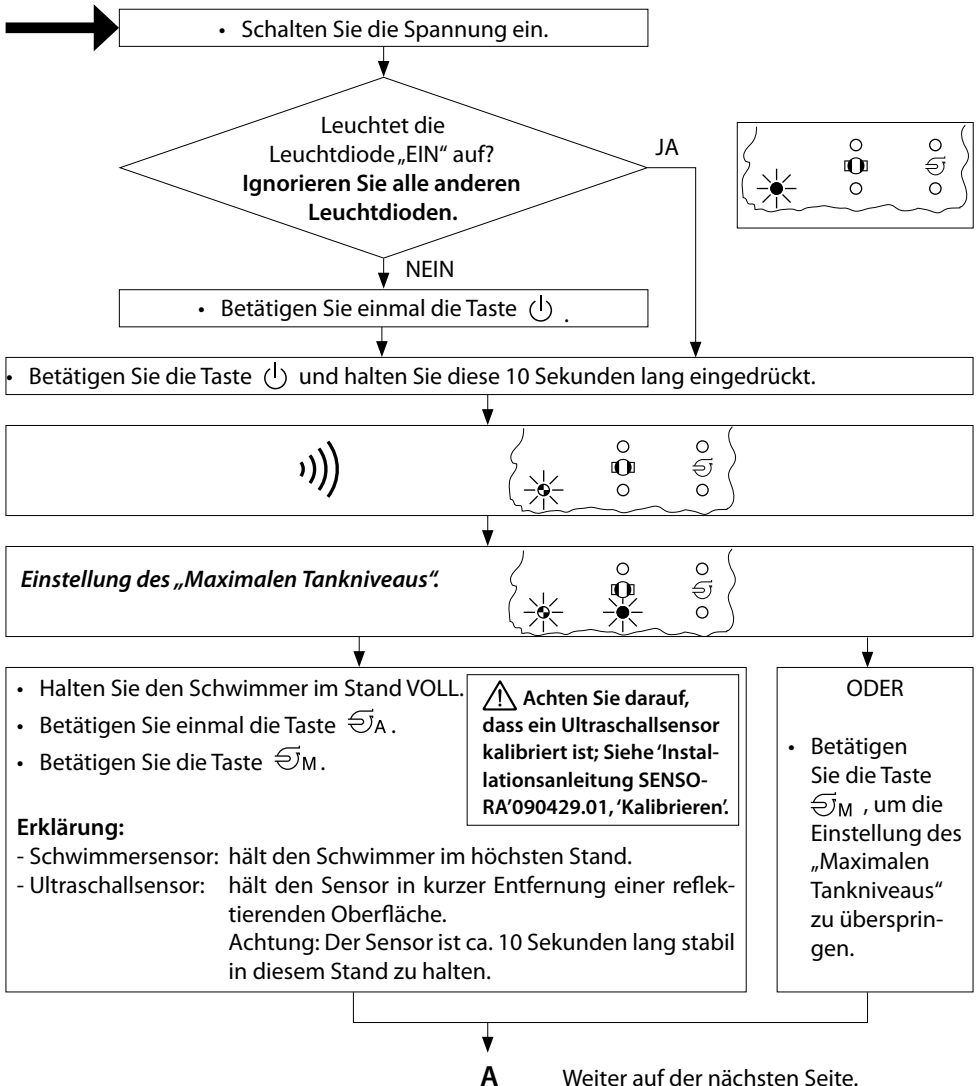 • Schalten Sie die Spannung ein.
Leuchtet die
Leuchtdiode „EIN“ auf?
Ignorieren Sie alle anderen
Leuchtdioden.
JA
NEIN
• Betätigen Sie einmal die Taste .
• Betätigen Sie die Taste und halten Sie diese 10 Sekunden lang eingedrückt.
Einstellung des „Maximalen Tankniveaus“.
• Halten Sie den Schwimmer im Stand VOLL.
• Betätigen Sie einmal die Taste A .
• Betätigen Sie die Taste M .
Achten Sie darauf,
dass ein Ultraschallsensor
kalibriert ist; Siehe ‘Instal-
lationsanleitung SENSO-
RA’090429.01, ‘Kalibrieren’.
Erklärung:
- Schwimmersensor: hält den Schwimmer im höchsten Stand.
- Ultraschallsensor: hält den Sensor in kurzer Entfernung einer reflek-
tierenden Oberfläche.
Achtung: Der Sensor ist ca. 10 Sekunden lang stabil
in diesem Stand zu halten.
ODER
• Betätigen
Sie die Taste
M , um die
Einstellung des
„Maximalen
Tankniveaus“
zu übersprin-
gen.
A Weiter auf der nächsten Seite.